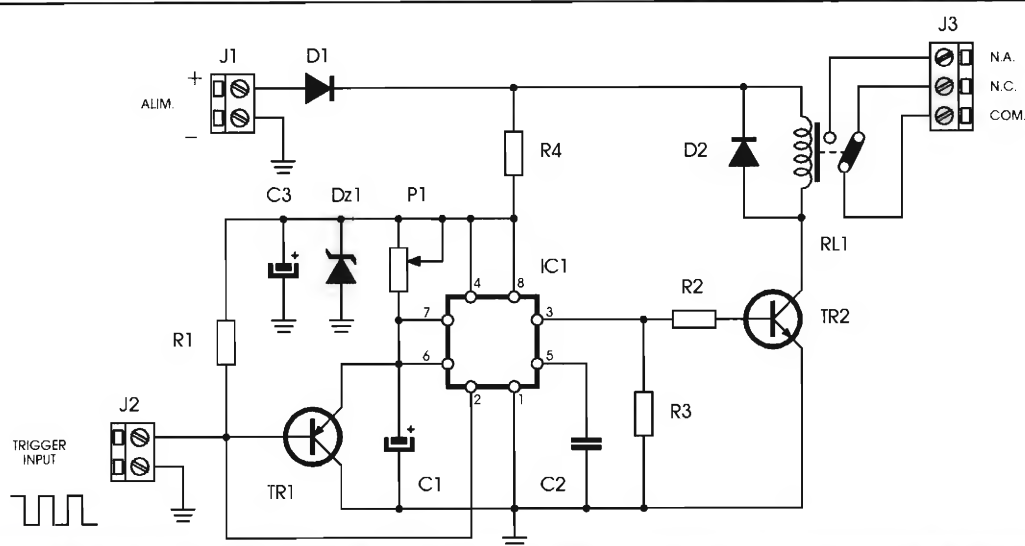 J1
D1
J3
+
ALIM.
−
N.A.
N.C.
COM.
R4
D2
C3
Dz1
P1
+
RL1
4
8
IC1
7
3
R2
TR2
R1
6
5
2
1
R3
J2
+
TRIGGER
INPUT
TR1
C1
C2